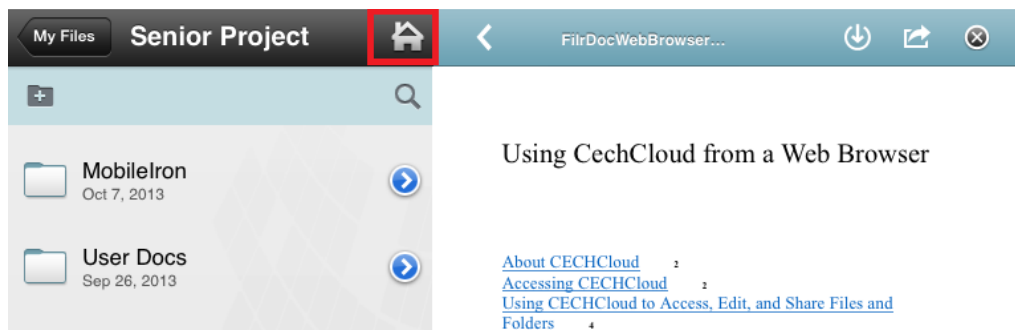 My Files
Senior Project
MobileIron
Oct 7, 2013
User Docs
Sep 26, 2013
FilrDocWebBrowser...
Using CechCloud from a Web Browser
About CECHCloud 2
Accessing CECHCloud 2
Using CECHCloud to Access, Edit, and Share Files and
Folders 4